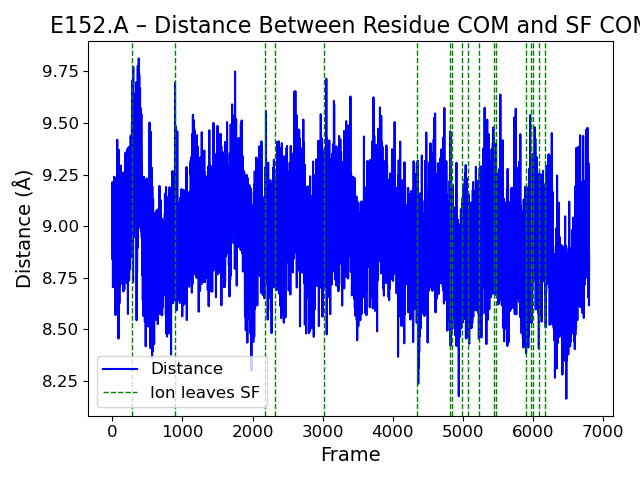 E152.A – Distance Between Residue COM and SF COM
9.75
9.50
9.25
9.00
8.75
8.50
8.25
Distance (Å)
Distance
Ion leaves SF
0 1000 2000 3000 4000 5000 6000 7000
Frame